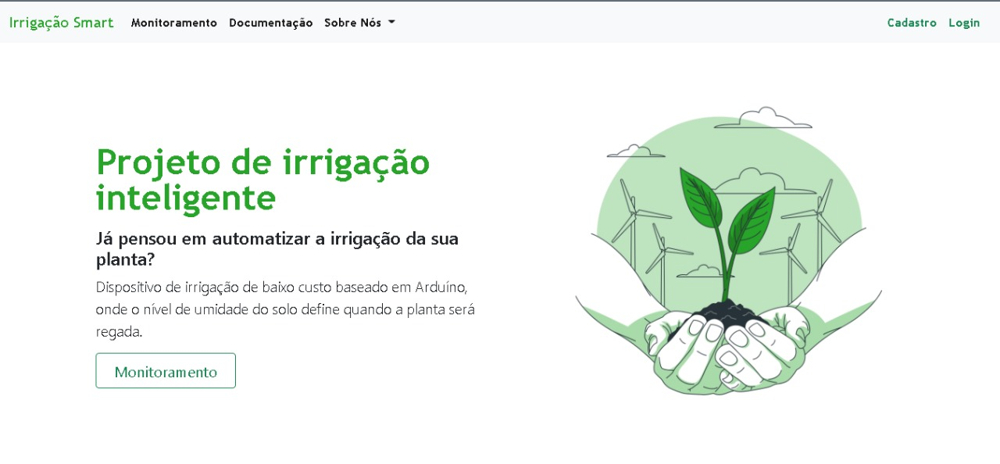 Irrigação Smart Monitoramento Documentação Sobre Nós Cadastro Login
Projeto de irrigação
inteligente
Já pensou em automatizar a irrigação da sua
planta?
Dispositivo de irrigação de baixo custo baseado em Arduíno,
onde o nível de umidade do solo define quando a planta será
regada.
Monitoramento